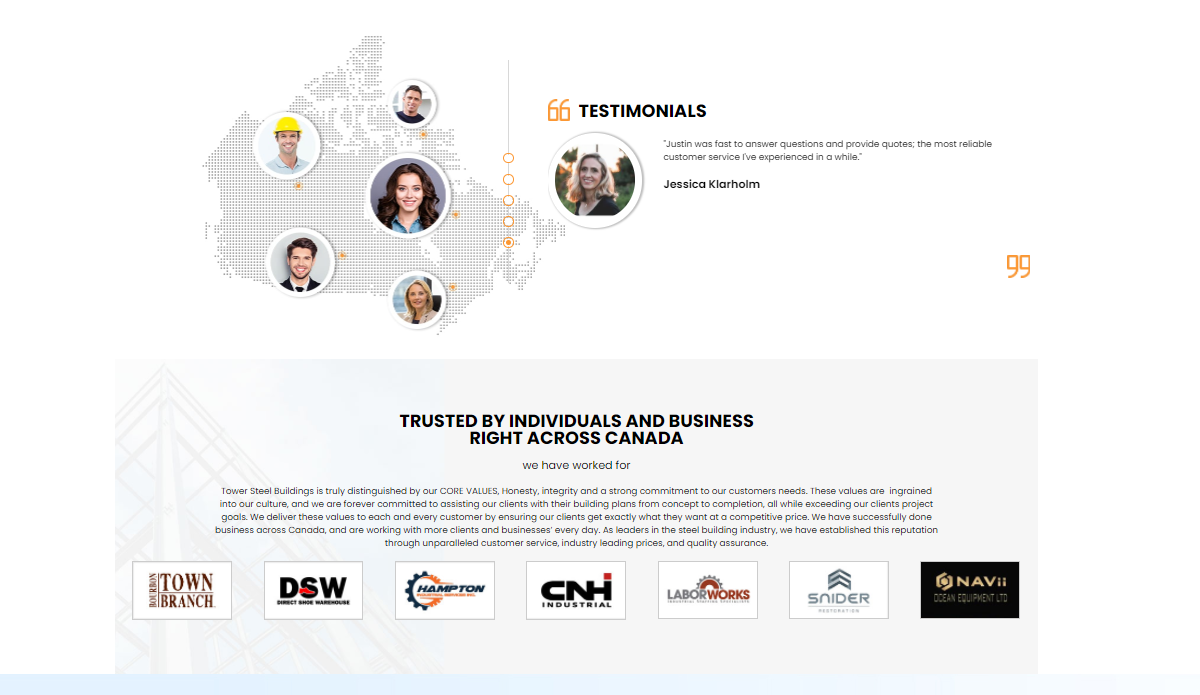 TESTIMONIALS
"Justin was fast to answer questions and provide quotes; the most reliable
customer service I've experienced in a while."
Jessica Klarholm
TRUSTED BY INDIVIDUALS AND BUSINESS
RIGHT ACROSS CANADA
we have worked for
Tower Steel Buildings is truly distinguished by our CORE VALUES, Honesty, integrity and a strong commitment to our customers needs. These values are ingrained
into our culture, and we are forever committed to assisting our clients with their building plans from concept to completion, all while exceeding our clients project
goals. We deliver these values to each and every customer by ensuring our clients get exactly what they want at a competitive price. We have successfully done
business across Canada, and are working with more clients and businesses' every day. As leaders in the steel building industry, we have established this reputation
through unparalleled customer service, industry leading prices, and quality assurance.
BOURBON
TOWN
BRANCH
DSW
DIRECT SHOE WAREHOUSE
HAMPTON
INDUSTRIAL SERVICES INC.
CNH
INDUSTRIAL
LABORWORKS
INDUSTRIAL STAFFING SPECIALISTS
SNIDER
RESTORATION
NAVii
OCEAN EQUIPMENT LTD